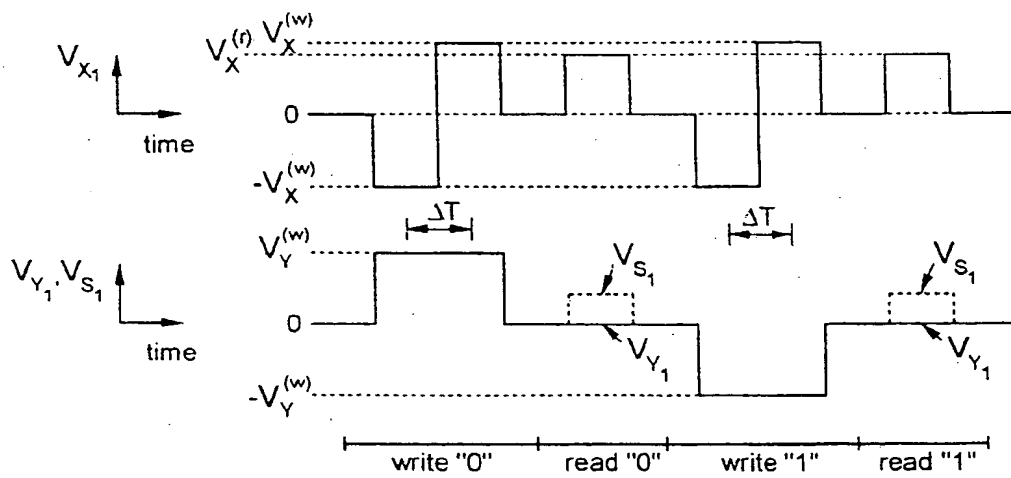 V_X^(w)
V_X^(r)
V_X₁
0
time
-V_X^(w)
ΔT ΔT
V_Y^(w)
V_Y₁, V_S₁
V_S₁ V_S₁
0
time
V_Y₁ V_Y₁
-V_Y^(w)
write "0" read "0" write "1" read "1"